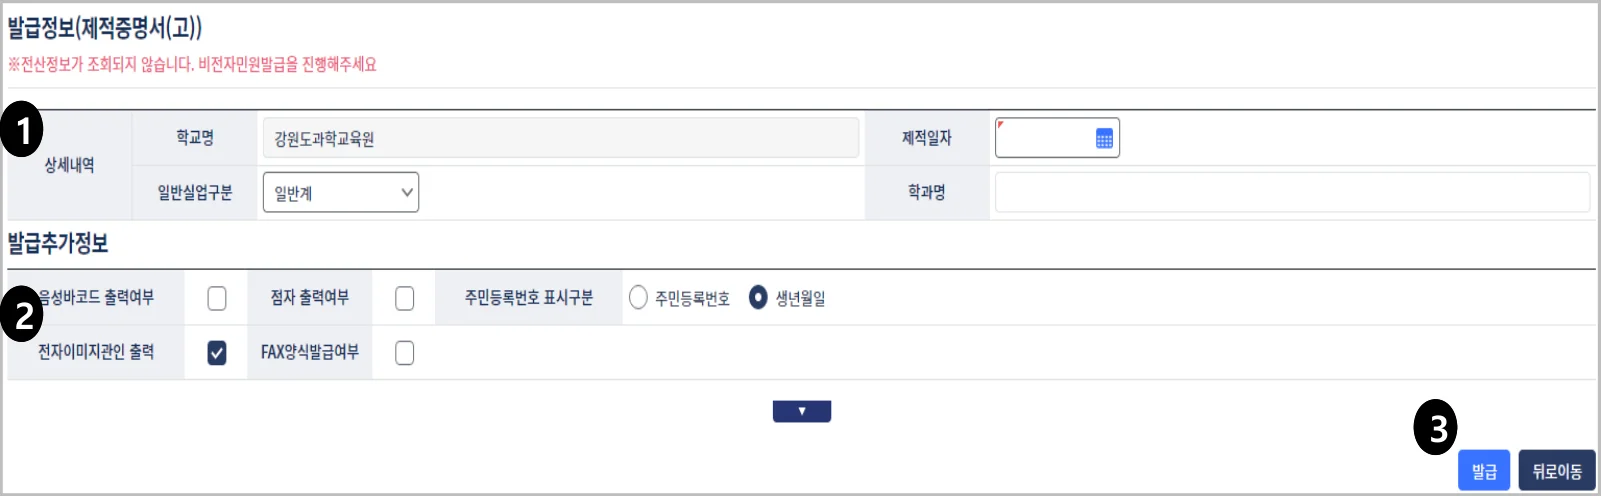 발급정보(제적증명서(고))
※전산정보가 조회되지 않습니다. 비전자민원발급을 진행해주세요
1
상세내역
학교명 강원도과학교육원 제적일자
일반실업구분 일반계 학과명
발급추가정보
음성바코드 출력여부 점자 출력여부 주민등록번호 표시구분 주민등록번호 생년월일
2
전자이미지관인 출력 FAX양식발급여부
▼
3
발급 뒤로이동